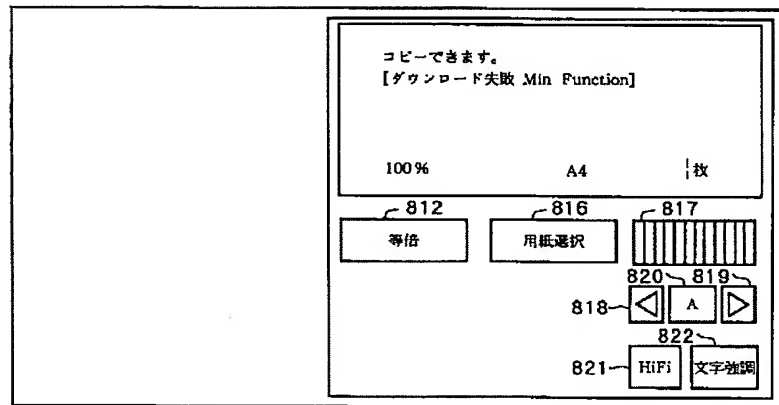 コピーできます。
[ダウンロード失敗 Min Function]
100% A4 1枚
812 816 817
等倍 用紙選択
820 819
818 A
822
821 HiFi 文字強調